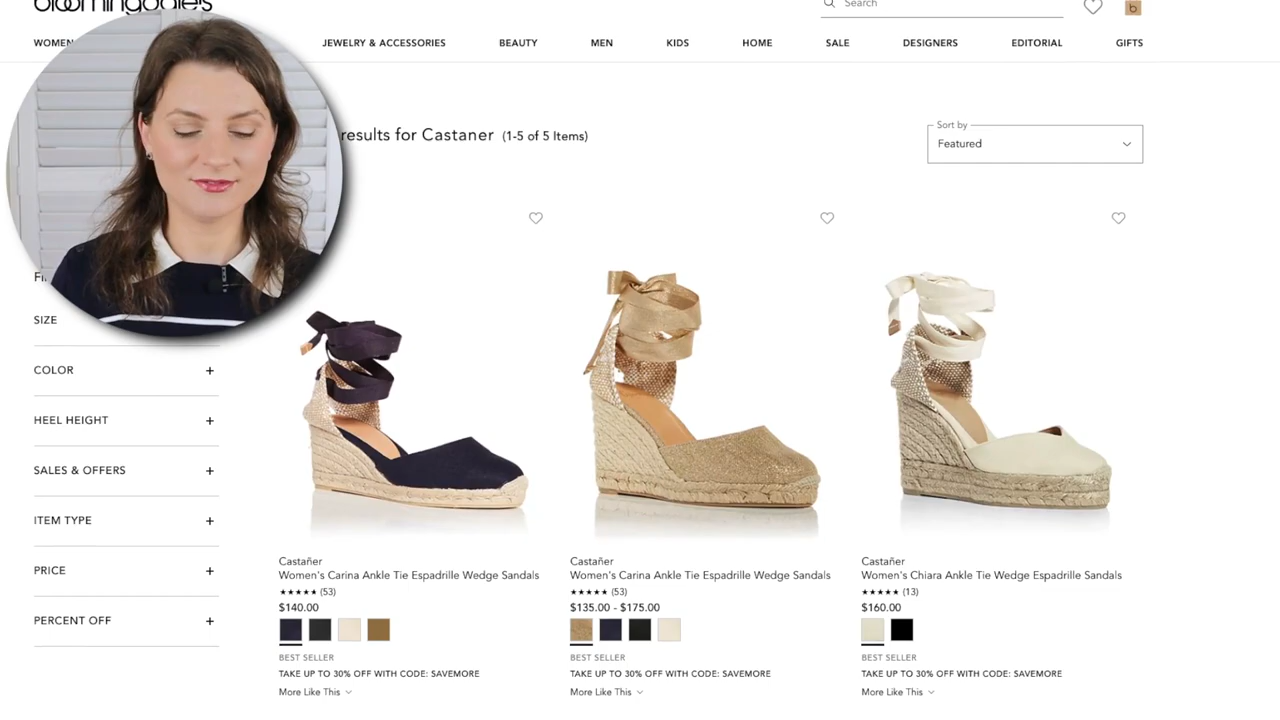 bloomingdale's
Search
b
WOMEN
JEWELRY & ACCESSORIES
BEAUTY
MEN
KIDS
HOME
SALE
DESIGNERS
EDITORIAL
GIFTS
results for Castaner (1-5 of 5 Items)
Sort by
Featured
SIZE
COLOR +
HEEL HEIGHT +
SALES & OFFERS +
ITEM TYPE +
PRICE +
PERCENT OFF +
Castañer
Women's Carina Ankle Tie Espadrille Wedge Sandals
★★★★★ (53)
$140.00
BEST SELLER
TAKE UP TO 30% OFF WITH CODE: SAVEMORE
More Like This
Castañer
Women's Carina Ankle Tie Espadrille Wedge Sandals
★★★★★ (53)
$135.00 - $175.00
BEST SELLER
TAKE UP TO 30% OFF WITH CODE: SAVEMORE
More Like This
Castañer
Women's Chiara Ankle Tie Wedge Espadrille Sandals
★★★★★ (13)
$160.00
BEST SELLER
TAKE UP TO 30% OFF WITH CODE: SAVEMORE
More Like This